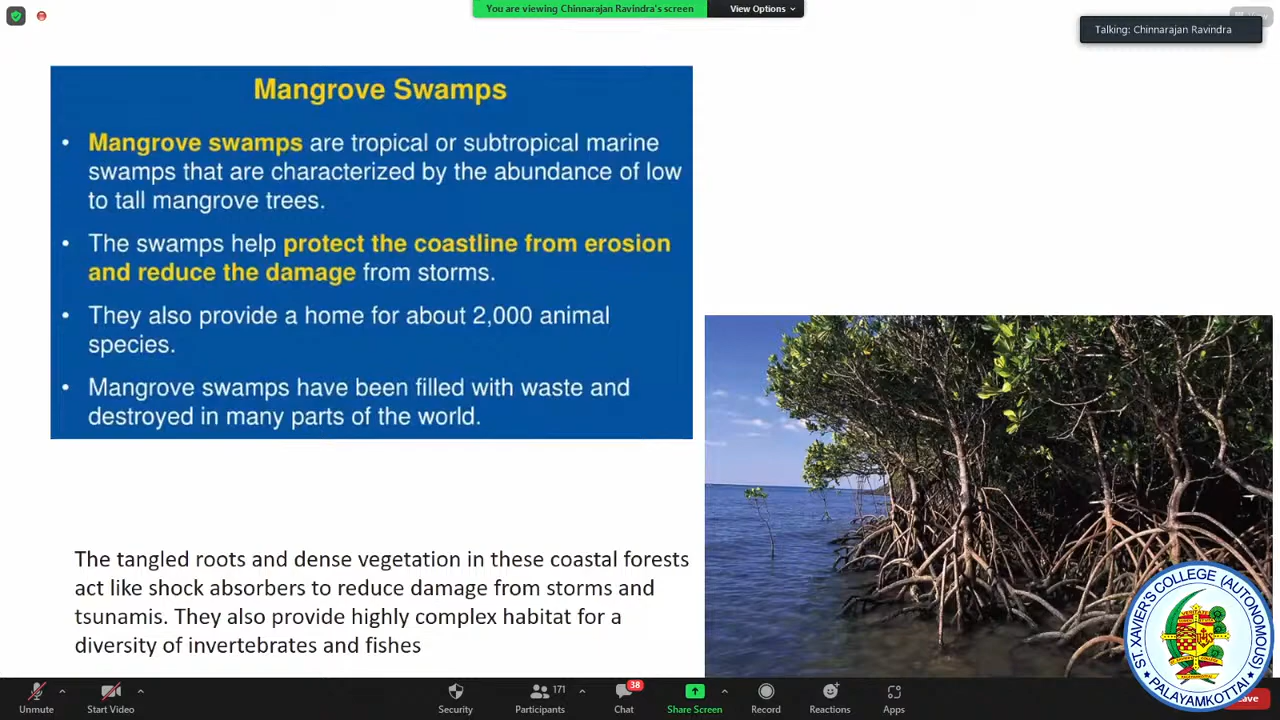 You are viewing Chinnarajan Ravindra's screen
View Options
View
Talking: Chinnarajan Ravindra
Mangrove Swamps
• Mangrove swamps are tropical or subtropical marine
swamps that are characterized by the abundance of low
to tall mangrove trees.
• The swamps help protect the coastline from erosion
and reduce the damage from storms.
• They also provide a home for about 2,000 animal
species.
• Mangrove swamps have been filled with waste and
destroyed in many parts of the world.
The tangled roots and dense vegetation in these coastal forests
act like shock absorbers to reduce damage from storms and
tsunamis. They also provide highly complex habitat for a
diversity of invertebrates and fishes
ST. XAVIER'S COLLEGE (AUTONOMOUS)
PALAYAMKOTTAI
Unmute
Start Video
Security
Participants
171
Chat
38
Share Screen
Record
Reactions
Apps